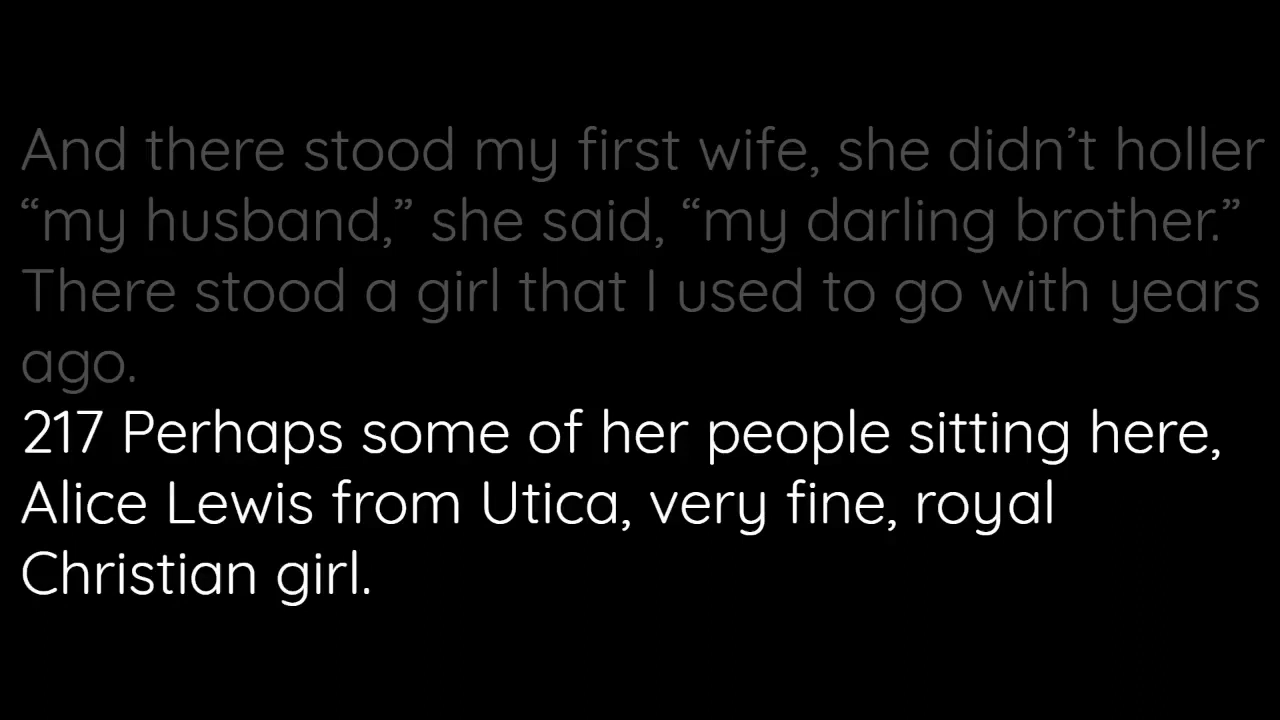 And there stood my first wife, she didn’t holler
“my husband,” she said, “my darling brother.”
There stood a girl that I used to go with years
ago.
217 Perhaps some of her people sitting here,
Alice Lewis from Utica, very fine, royal
Christian girl.